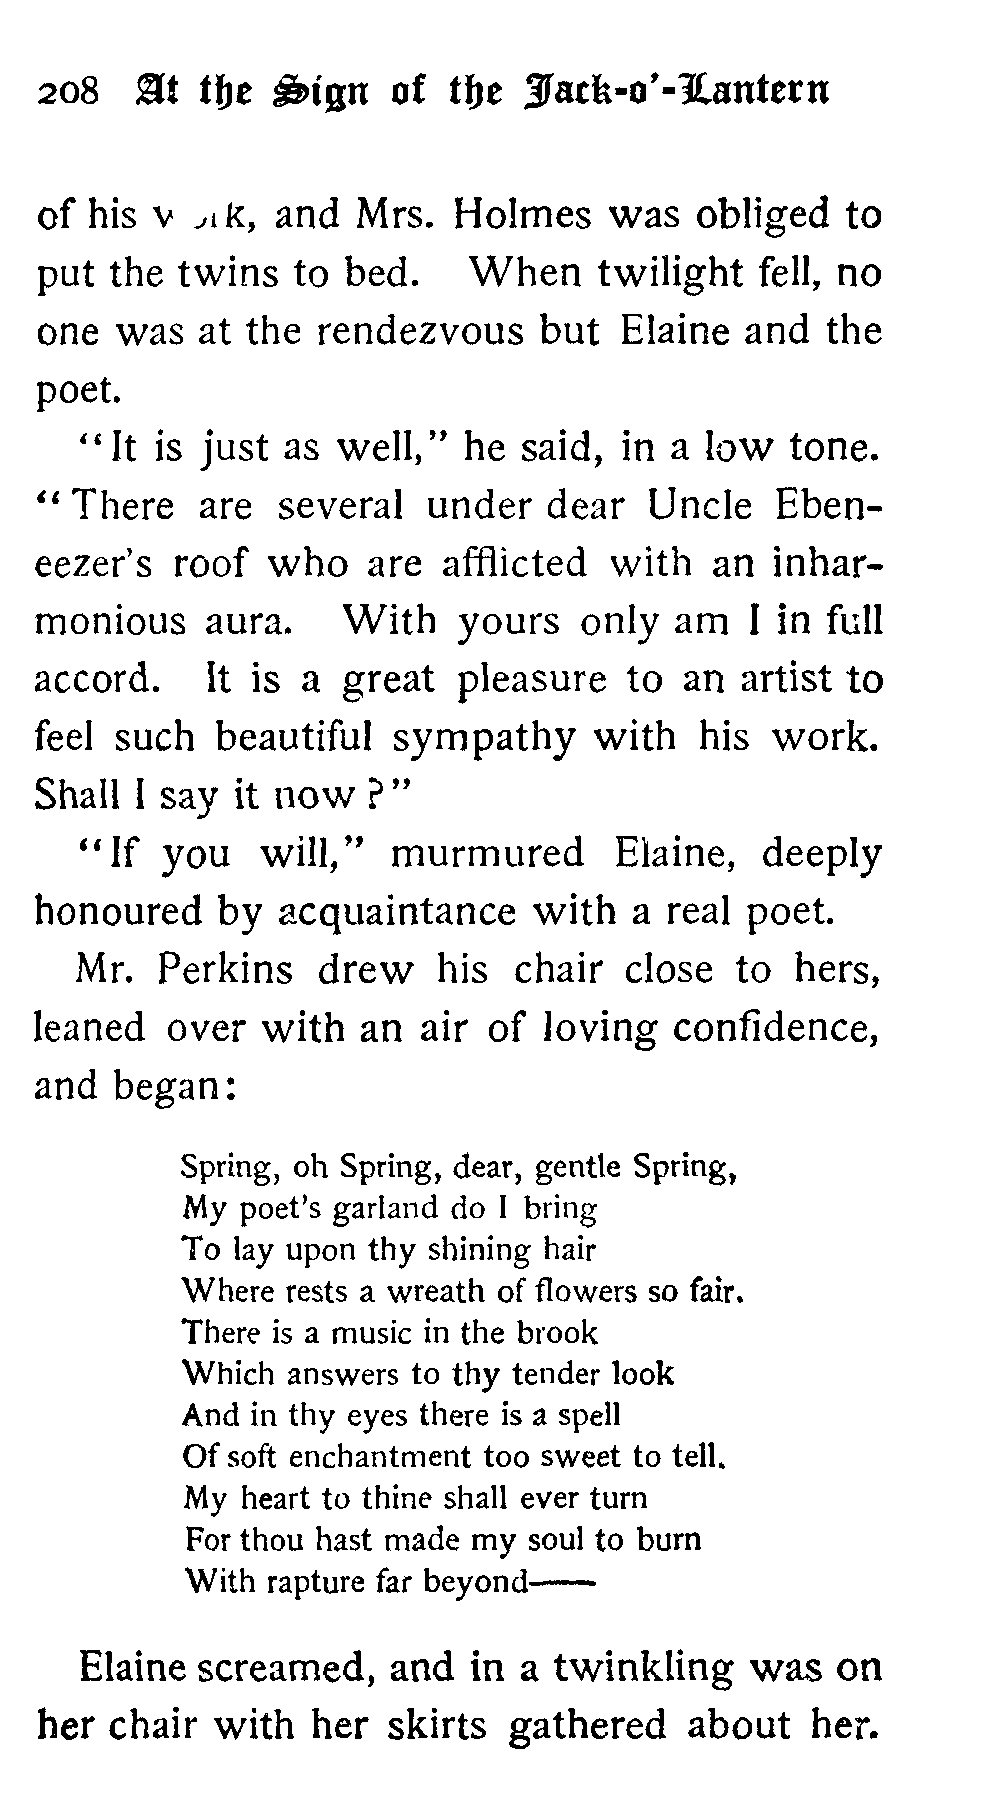 208 At the Sign of the Jack-o'-Lantern
of his and Mrs. Holmes was obliged to
put the twins to bed. When twilight fell, no
one was at the rendezvous but Elaine and the
poet.
"It is just as well," he said, in a low tone.
"There are several under dear Uncle Eben-
eezer's roof who are afflicted with an inhar-
monious aura. With yours only am I in full
accord. It is a great pleasure to an artist to
feel such beautiful sympathy with his work.
Shall I say it now?"
"If you will," murmured Elaine, deeply
honoured by acquaintance with a real poet.
Mr. Perkins drew his chair close to hers,
leaned over with an air of loving confidence,
and began:
Spring, oh Spring, dear, gentle Spring,
My poet's garland do I bring
To lay upon thy shining hair
Where rests a wreath of flowers so fair.
There is a music in the brook
Which answers to thy tender look
And in thy eyes there is a spell
Of soft enchantment too sweet to tell.
My heart to thine shall ever turn
For thou hast made my soul to burn
With rapture far beyond——
Elaine screamed, and in a twinkling was on
her chair with her skirts gathered about her.